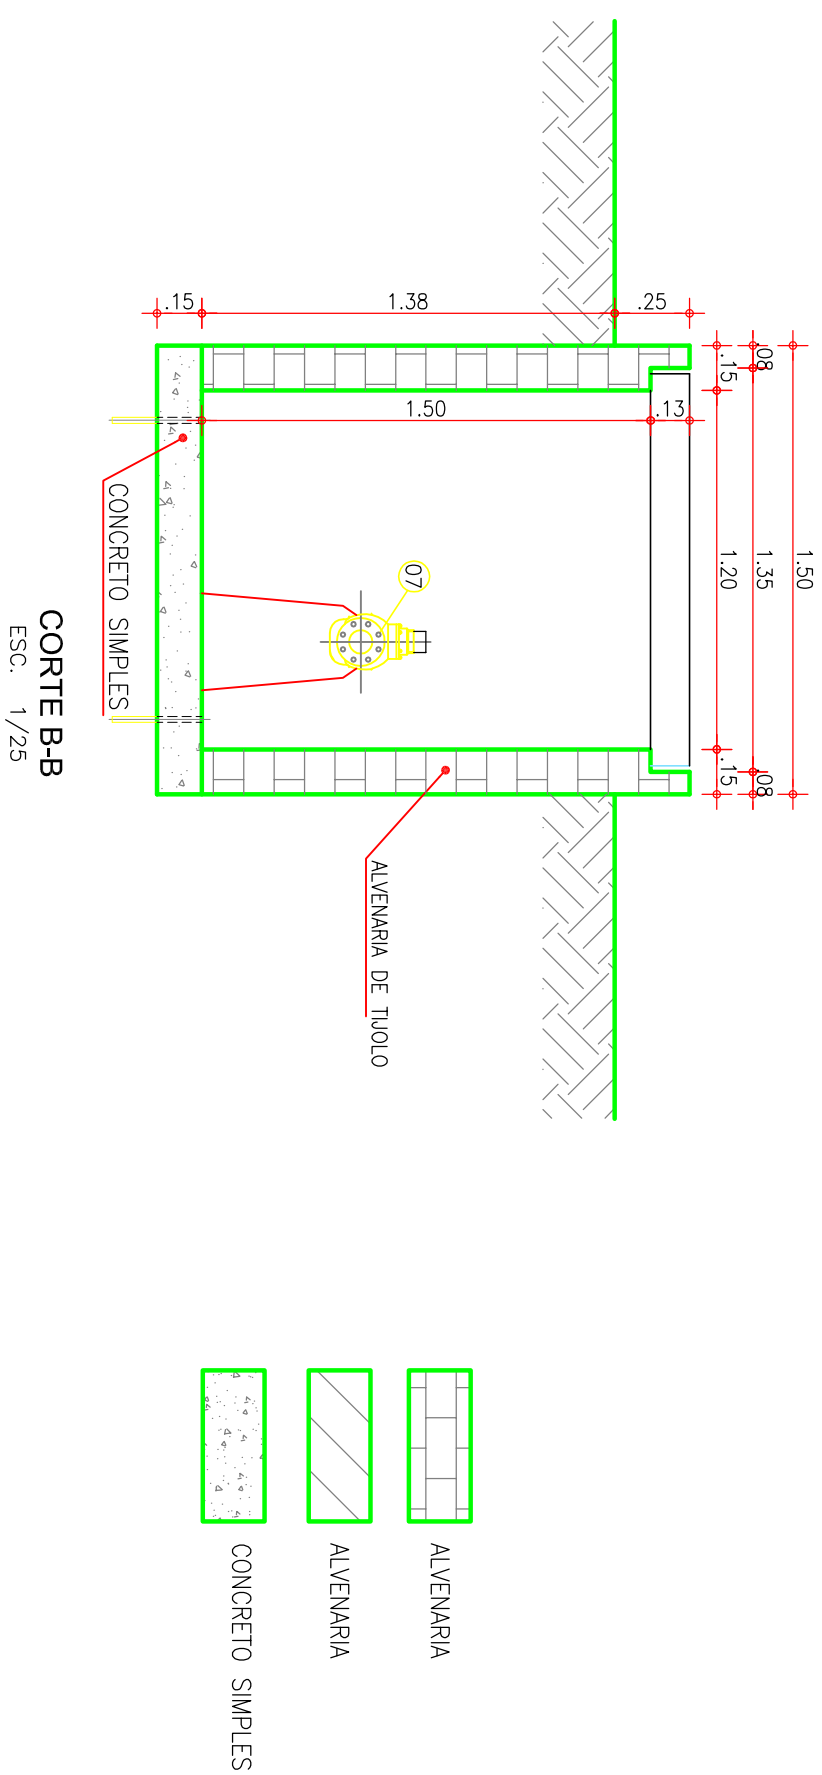 1.50
.08
1.35
.08
.15
1.20
.15
.25
1.38
.15
.13
1.50
07
ALVENARIA DE TIJOLO
CONCRETO SIMPLES
CORTE B-B
ESC. 1/25
ALVENARIA
ALVENARIA
CONCRETO SIMPLES